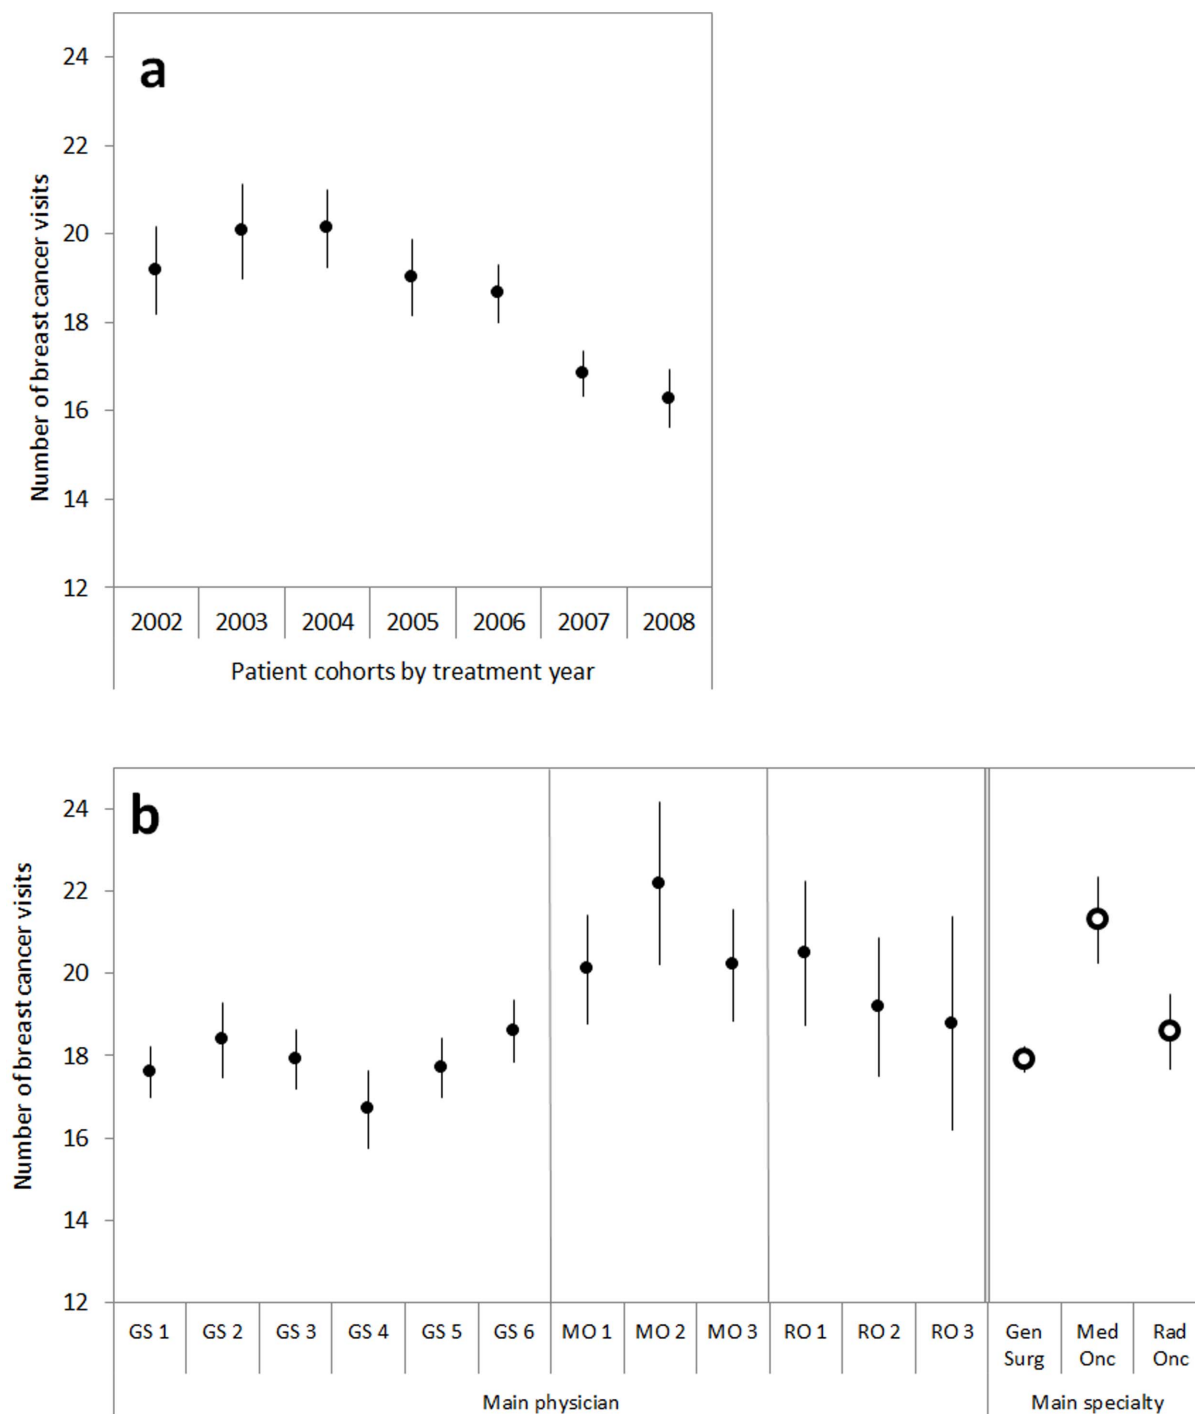 a
24
22
20
18
16
14
12
Number of breast cancer visits
2002 2003 2004 2005 2006 2007 2008
Patient cohorts by treatment year
b
24
22
20
18
16
14
12
Number of breast cancer visits
GS 1 GS 2 GS 3 GS 4 GS 5 GS 6 MO 1 MO 2 MO 3 RO 1 RO 2 RO 3 Gen Med Rad
Surg Onc Onc
Main physician Main specialty